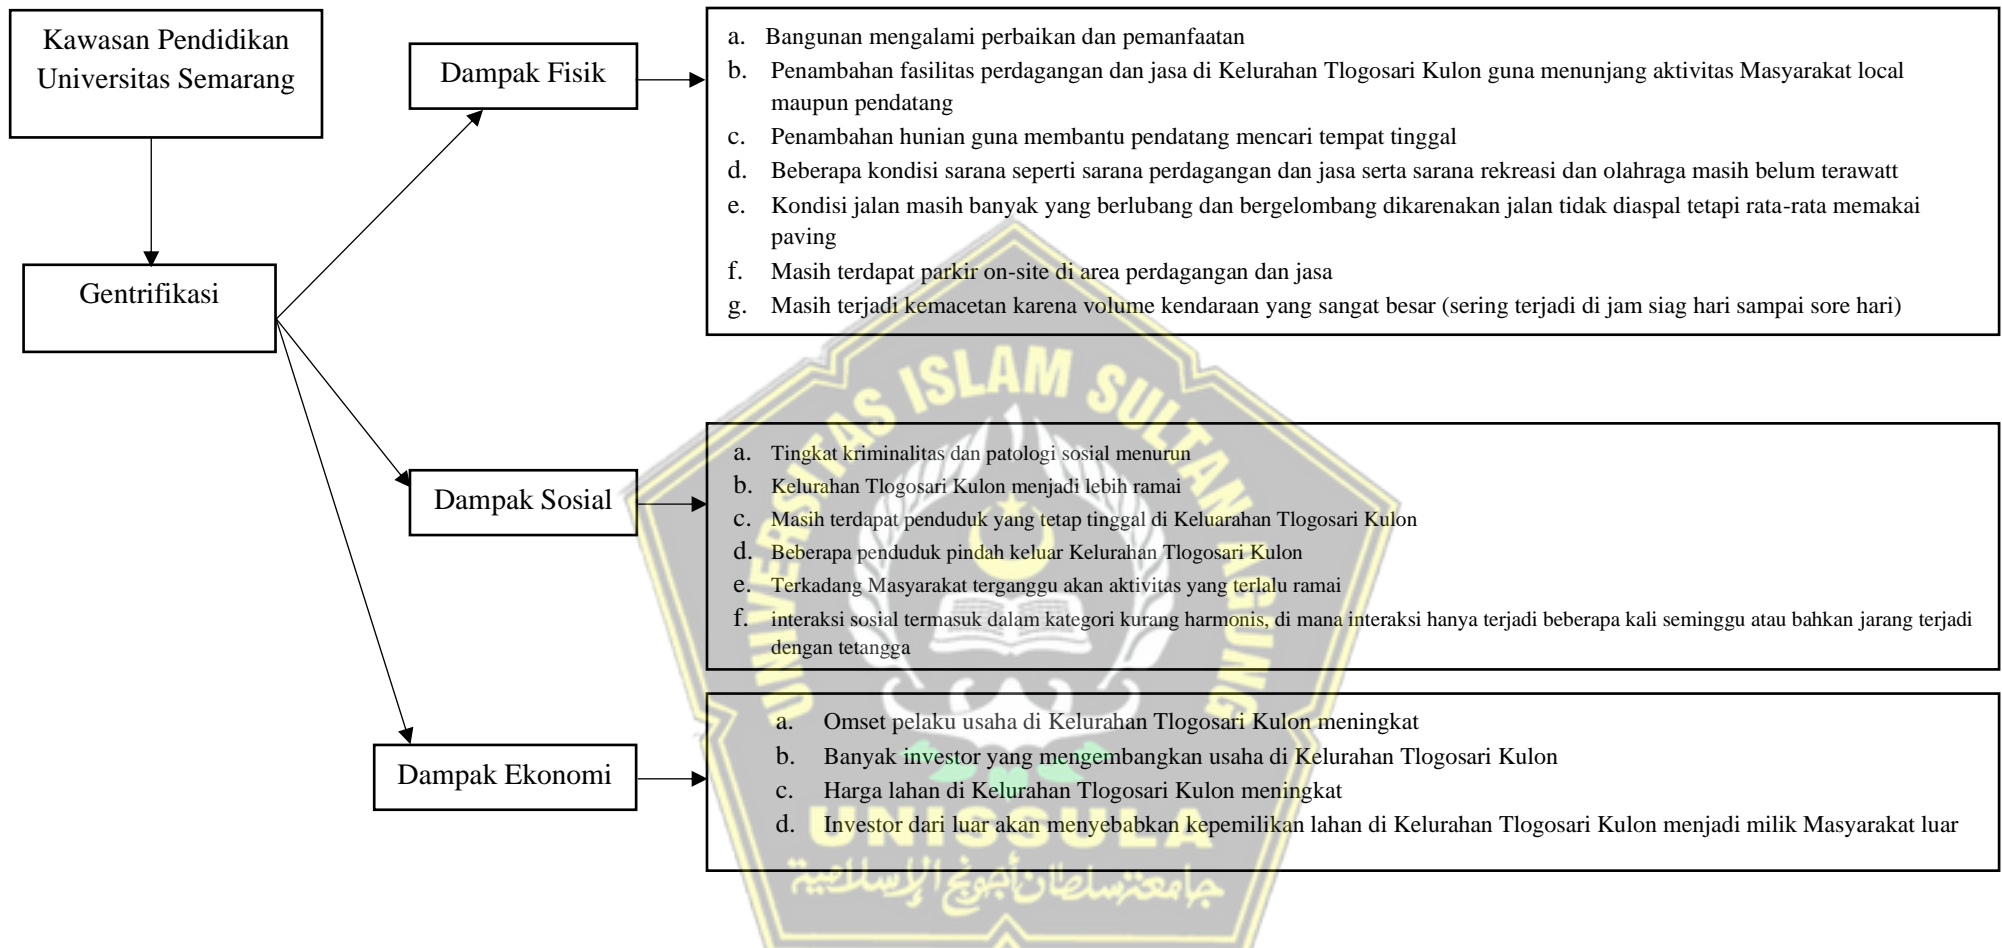 Kawasan Pendidikan
Universitas Semarang
Gentrifikasi
Dampak Fisik
a. Bangunan mengalami perbaikan dan pemanfaatan
b. Penambahan fasilitas perdagangan dan jasa di Kelurahan Tlogosari Kulon guna menunjang aktivitas Masyarakat local
maupun pendatang
c. Penambahan hunian guna membantu pendatang mencari tempat tinggal
d. Beberapa kondisi sarana seperti sarana perdagangan dan jasa serta sarana rekreasi dan olahraga masih belum terawatt
e. Kondisi jalan masih banyak yang berlubang dan bergelombang dikarenakan jalan tidak diaspal tetapi rata-rata memakai
paving
f. Masih terdapat parkir on-site di area perdagangan dan jasa
g. Masih terjadi kemacetan karena volume kendaraan yang sangat besar (sering terjadi di jam siag hari sampai sore hari)
Dampak Sosial
a. Tingkat kriminalitas dan patologi sosial menurun
b. Kelurahan Tlogosari Kulon menjadi lebih ramai
c. Masih terdapat penduduk yang tetap tinggal di Keluarahan Tlogosari Kulon
d. Beberapa penduduk pindah keluar Kelurahan Tlogosari Kulon
e. Terkadang Masyarakat terganggu akan aktivitas yang terlalu ramai
f. interaksi sosial termasuk dalam kategori kurang harmonis, di mana interaksi hanya terjadi beberapa kali seminggu atau bahkan jarang terjadi
dengan tetangga
Dampak Ekonomi
a. Omset pelaku usaha di Kelurahan Tlogosari Kulon meningkat
b. Banyak investor yang mengembangkan usaha di Kelurahan Tlogosari Kulon
c. Harga lahan di Kelurahan Tlogosari Kulon meningkat
d. Investor dari luar akan menyebabkan kepemilikan lahan di Kelurahan Tlogosari Kulon menjadi milik Masyarakat luar
UNIVERSITAS ISLAM SULTAN AGUNG
UNISSULA
جامعتنسلطان أجونج الإسلامية